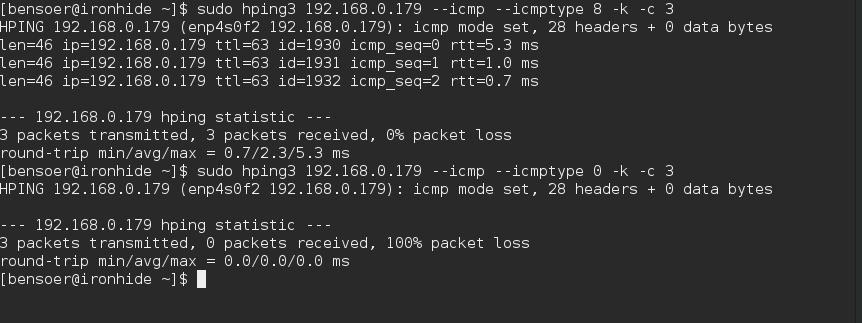 [bensoer@ironhide ~]$ sudo hping3 192.168.0.179 --icmp --icmptype 8 -k -c 3
HPING 192.168.0.179 (enp4s0f2 192.168.0.179): icmp mode set, 28 headers + 0 data bytes
len=46 ip=192.168.0.179 ttl=63 id=1930 icmp_seq=0 rtt=5.3 ms
len=46 ip=192.168.0.179 ttl=63 id=1931 icmp_seq=1 rtt=1.0 ms
len=46 ip=192.168.0.179 ttl=63 id=1932 icmp_seq=2 rtt=0.7 ms
--- 192.168.0.179 hping statistic ---
3 packets transmitted, 3 packets received, 0% packet loss
round-trip min/avg/max = 0.7/2.3/5.3 ms
[bensoer@ironhide ~]$ sudo hping3 192.168.0.179 --icmp --icmptype 0 -k -c 3
HPING 192.168.0.179 (enp4s0f2 192.168.0.179): icmp mode set, 28 headers + 0 data bytes
--- 192.168.0.179 hping statistic ---
3 packets transmitted, 0 packets received, 100% packet loss
round-trip min/avg/max = 0.0/0.0/0.0 ms
[bensoer@ironhide ~]$